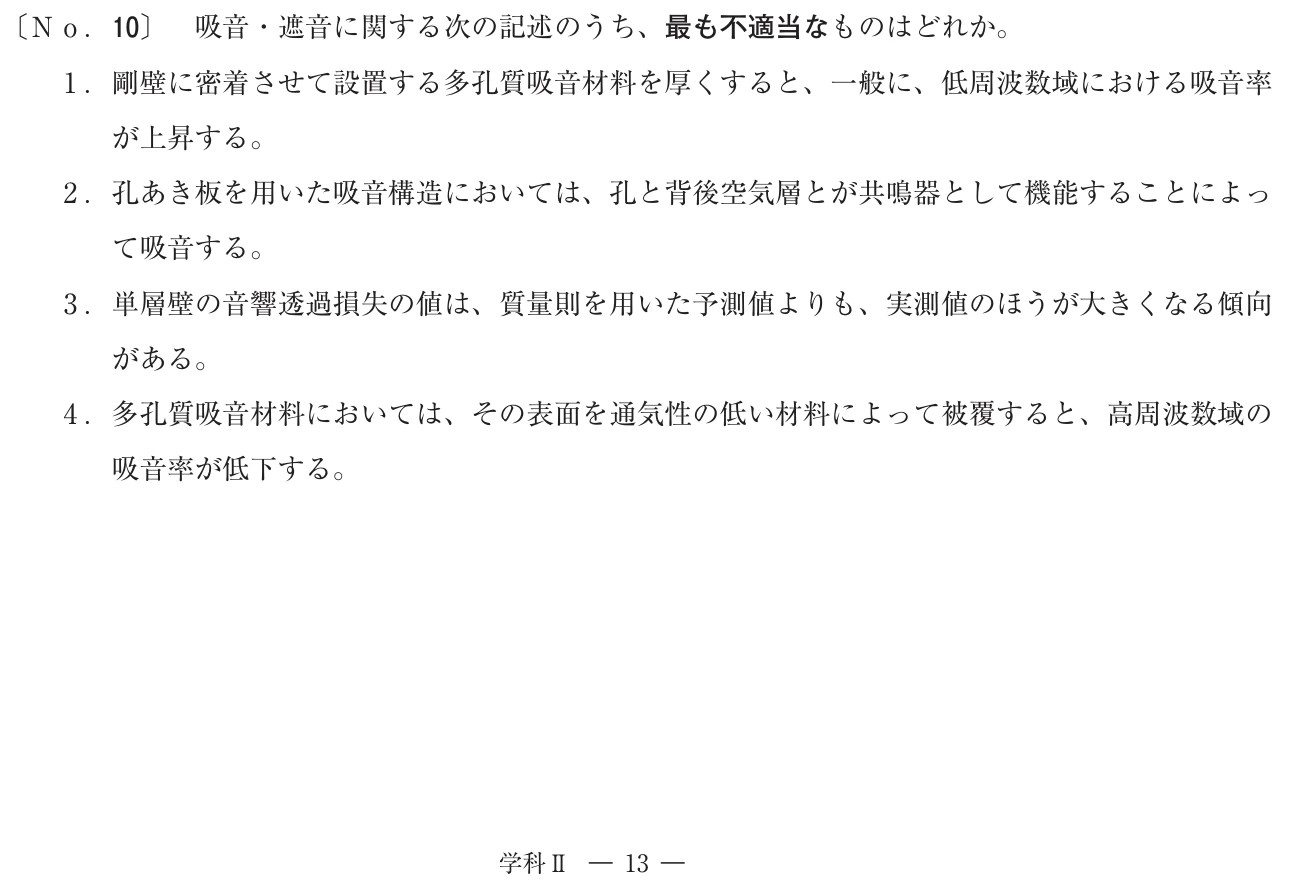 〔Ｎｏ．10〕　吸音・遮音に関する次の記述のうち、最も不適当なものはどれか。
1．剛壁に密着させて設置する多孔質吸音材料を厚くすると、一般に、低周波数域における吸音率
が上昇する。
2．孔あき板を用いた吸音構造においては、孔と背後空気層とが共鳴器として機能することによっ
て吸音する。
3．単層壁の音響透過損失の値は、質量則を用いた予測値よりも、実測値のほうが大きくなる傾向
がある。
4．多孔質吸音材料においては、その表面を通気性の低い材料によって被覆すると、高周波数域の
吸音率が低下する。
学科Ⅱ　― 13 ―